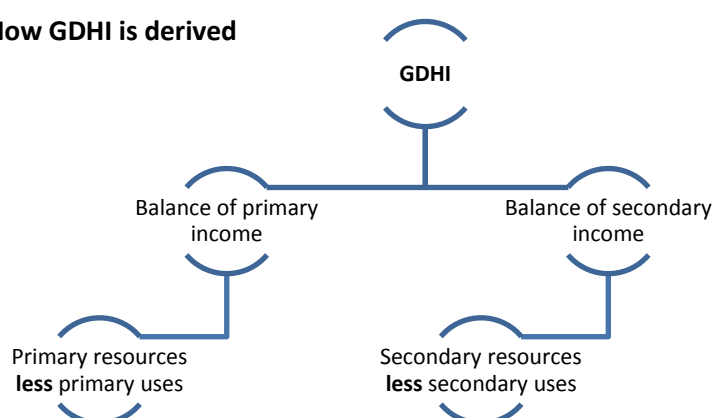 How GDHI is derived
GDHI
Balance of primary
income
Balance of secondary
income
Primary resources
less primary uses
Secondary resources
less secondary uses